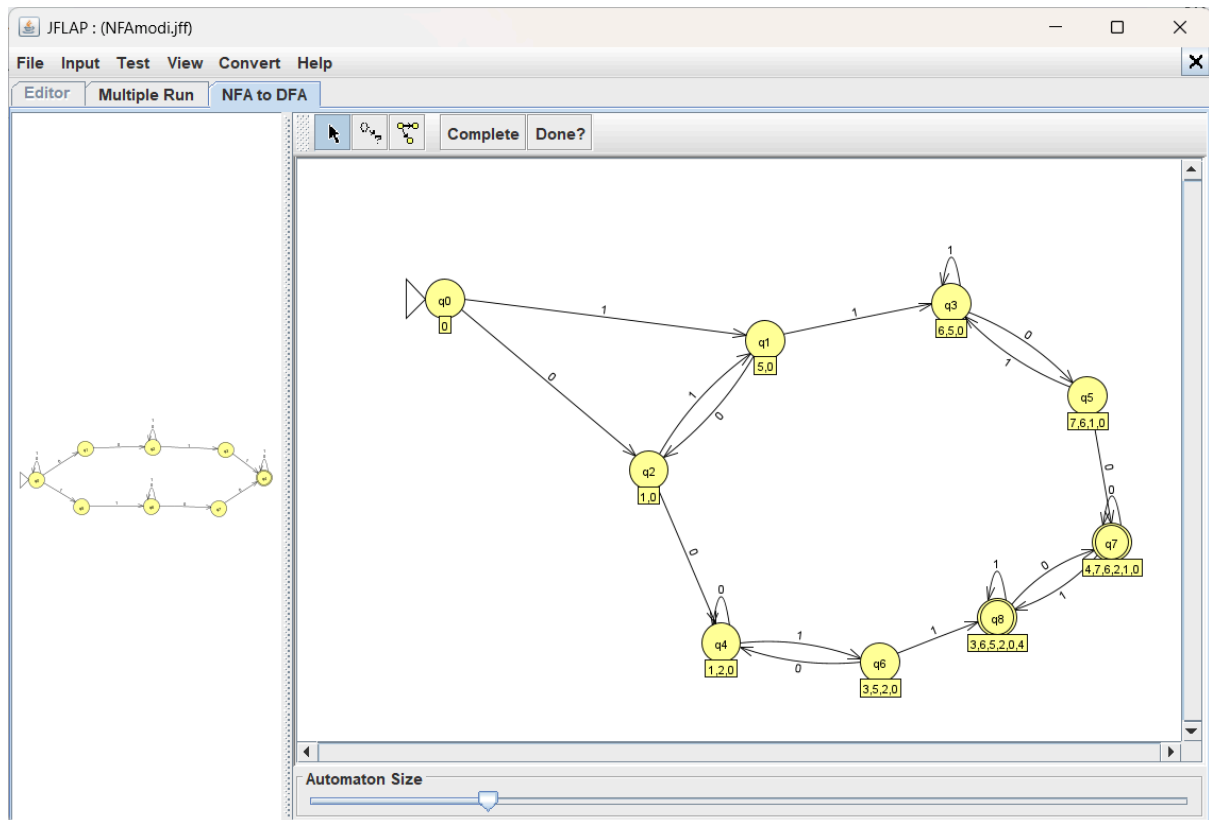 JFLAP : (NFAmodi.jff)
File Input Test View Convert Help
Editor Multiple Run NFA to DFA
Complete Done?
1
q0
0
1
q3
6,5,0
1
q1
5,0
0
0
1
q5
7,6,1,0
1
0
q2
1,0
0
0
q7
4,7,6,2,1,0
0
0
1
1
q8
3,6,5,2,0,4
0
q4
1,2,0
1
0
q6
3,5,2,0
1
Automaton Size